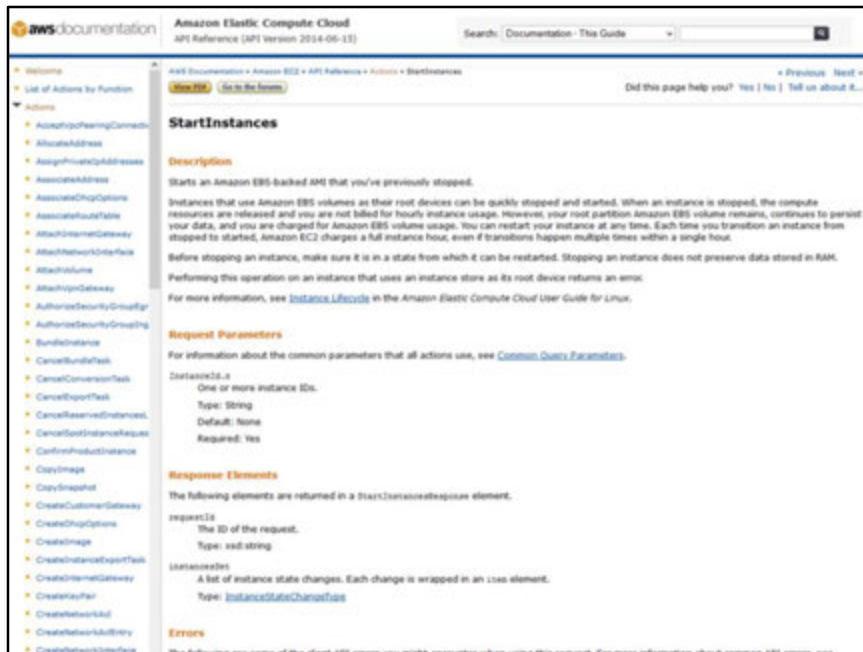 awsdocumentation
Amazon Elastic Compute Cloud
API Reference (API Version 2014-06-15)
Search: Documentation - This Guide
Welcome
List of Actions by Function
Actions
AcceptVpcPeeringConnecti
AllocateAddress
AssignPrivateIpAddresses
AssociateAddress
AssociateDhcpOptions
AssociateRouteTable
AttachInternetGateway
AttachNetworkInterface
AttachVolume
AttachVpnGateway
AuthorizeSecurityGroupEgr
AuthorizeSecurityGroupIng
BundleInstance
CancelBundleTask
CancelConversionTask
CancelExportTask
CancelReservedInstancesL
CancelSpotInstanceReques
ConfirmProductInstance
CopyImage
CopySnapshot
CreateCustomerGateway
CreateDhcpOptions
CreateImage
CreateInstanceExportTask
CreateInternetGateway
CreateKeyPair
CreateNetworkAcl
CreateNetworkAclEntry
CreateNetworkInterface
AWS Documentation » Amazon EC2 » API Reference » Actions » StartInstances
« Previous Next »
View PDF Go to the forums
Did this page help you? Yes | No | Tell us about it...
StartInstances
Description
Starts an Amazon EBS-backed AMI that you've previously stopped.
Instances that use Amazon EBS volumes as their root devices can be quickly stopped and started. When an instance is stopped, the compute
resources are released and you are not billed for hourly instance usage. However, your root partition Amazon EBS volume remains, continues to persist
your data, and you are charged for Amazon EBS volume usage. You can restart your instance at any time. Each time you transition an instance from
stopped to started, Amazon EC2 charges a full instance hour, even if transitions happen multiple times within a single hour.
Before stopping an instance, make sure it is in a state from which it can be restarted. Stopping an instance does not preserve data stored in RAM.
Performing this operation on an instance that uses an instance store as its root device returns an error.
For more information, see Instance Lifecycle in the Amazon Elastic Compute Cloud User Guide for Linux.
Request Parameters
For information about the common parameters that all actions use, see Common Query Parameters.
InstanceId.n
One or more instance IDs.
Type: String
Default: None
Required: Yes
Response Elements
The following elements are returned in a StartInstancesResponse element.
requestId
The ID of the request.
Type: xsd:string
instancesSet
A list of instance state changes. Each change is wrapped in an item element.
Type: InstanceStateChangeType
Errors